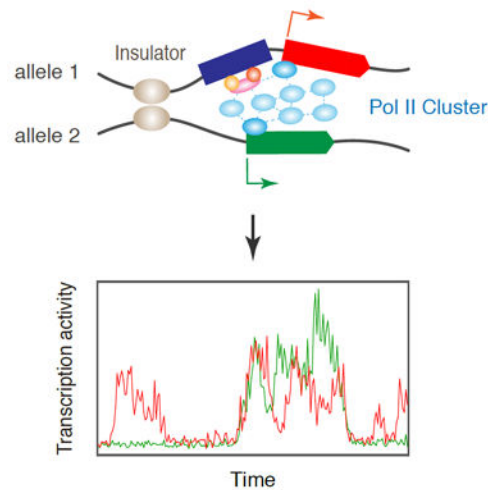 Insulator
allele 1
Pol II Cluster
allele 2
Transcription activity
Time